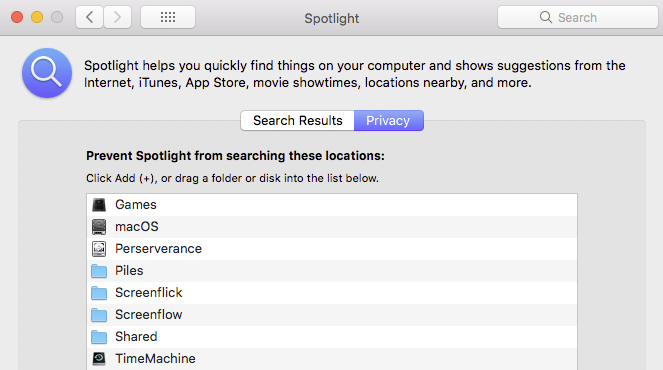 Spotlight
Search
Spotlight helps you quickly find things on your computer and shows suggestions from the
Internet, iTunes, App Store, movie showtimes, locations nearby, and more.
Search Results
Privacy
Prevent Spotlight from searching these locations:
Click Add (+), or drag a folder or disk into the list below.
Games
macOS
Perserverance
Piles
Screenflick
Screenflow
Shared
TimeMachine